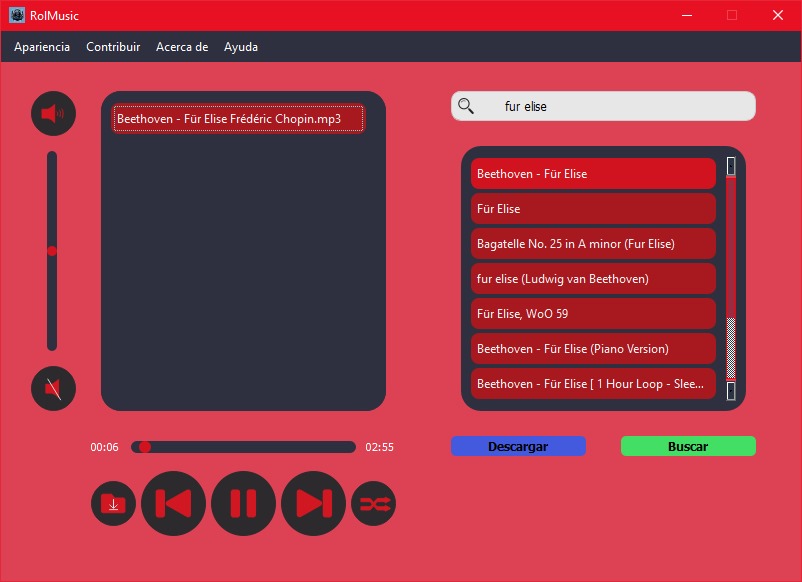 RolMusic
Apariencia Contribuir Acerca de Ayuda
Beethoven - Für Elise Frédéric Chopin.mp3
fur elise
Beethoven - Für Elise
Für Elise
Bagatelle No. 25 in A minor (Fur Elise)
fur elise (Ludwig van Beethoven)
Für Elise, WoO 59
Beethoven - Für Elise (Piano Version)
Beethoven - Für Elise [ 1 Hour Loop - Slee...
00:06 02:55
Descargar Buscar